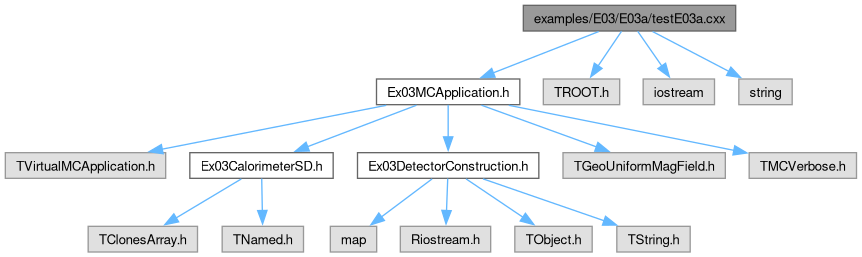 examples/E03/E03a/testE03a.cxx
Ex03MCApplication.h
TROOT.h
iostream
string
TVirtualMCApplication.h
Ex03CalorimeterSD.h
Ex03DetectorConstruction.h
TGeoUniformMagField.h
TMCVerbose.h
TClonesArray.h
TNamed.h
map
Riostream.h
TObject.h
TString.h